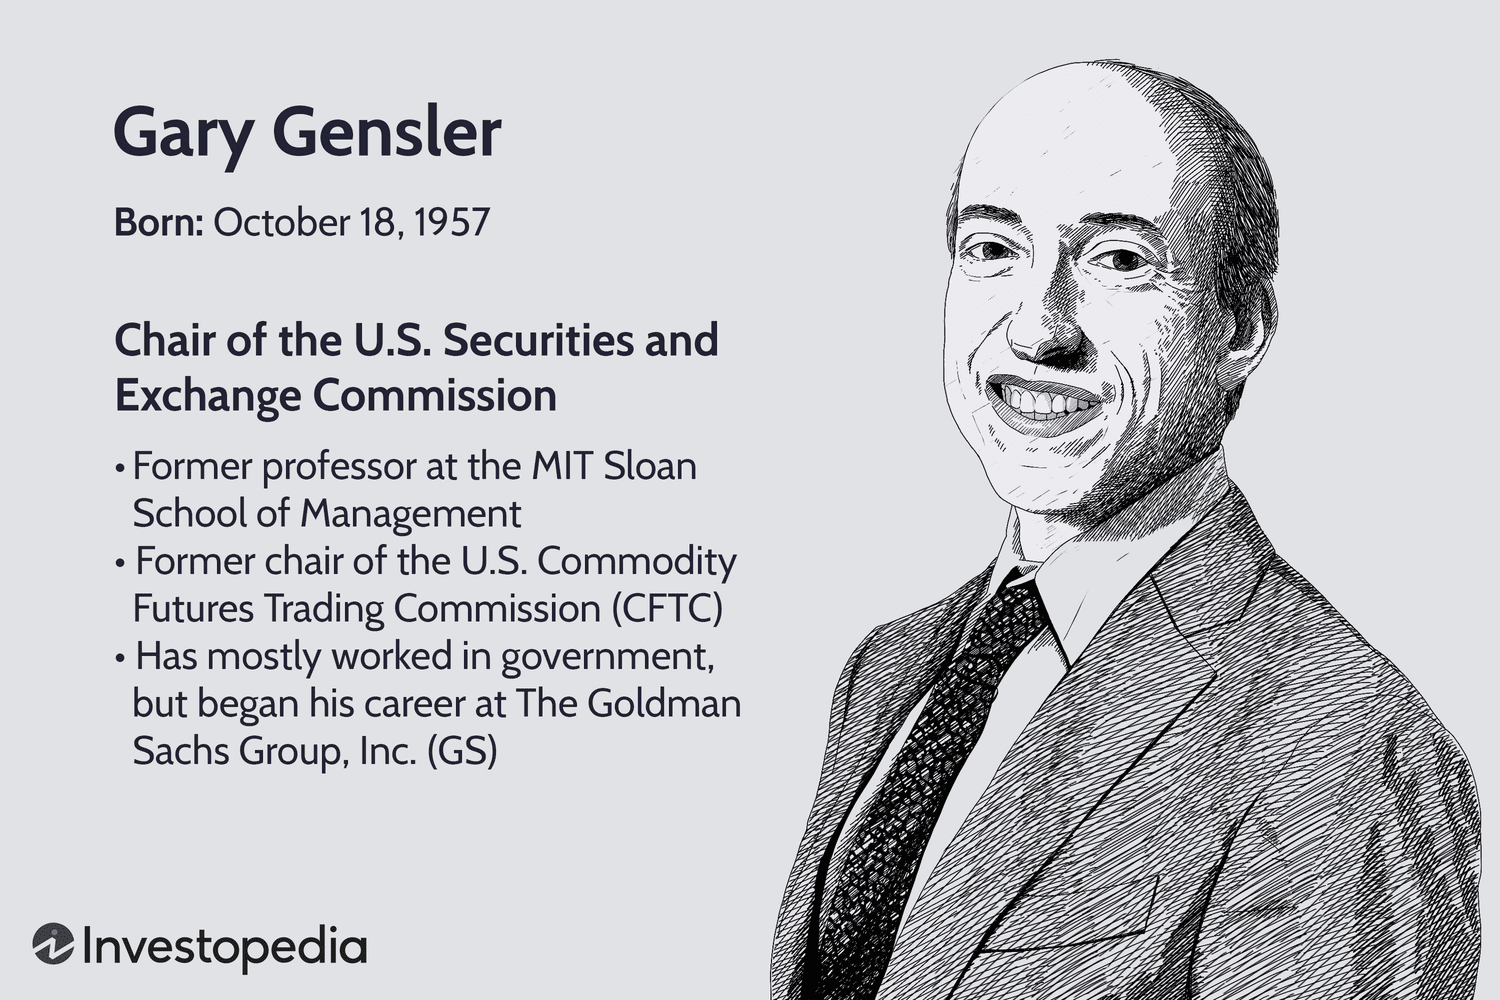 Gary Gensler
Born: October 18, 1957
Chair of the U.S. Securities and
Exchange Commission
• Former professor at the MIT Sloan
School of Management
• Former chair of the U.S. Commodity
Futures Trading Commission (CFTC)
• Has mostly worked in government,
but began his career at The Goldman
Sachs Group, Inc. (GS)
Investopedia